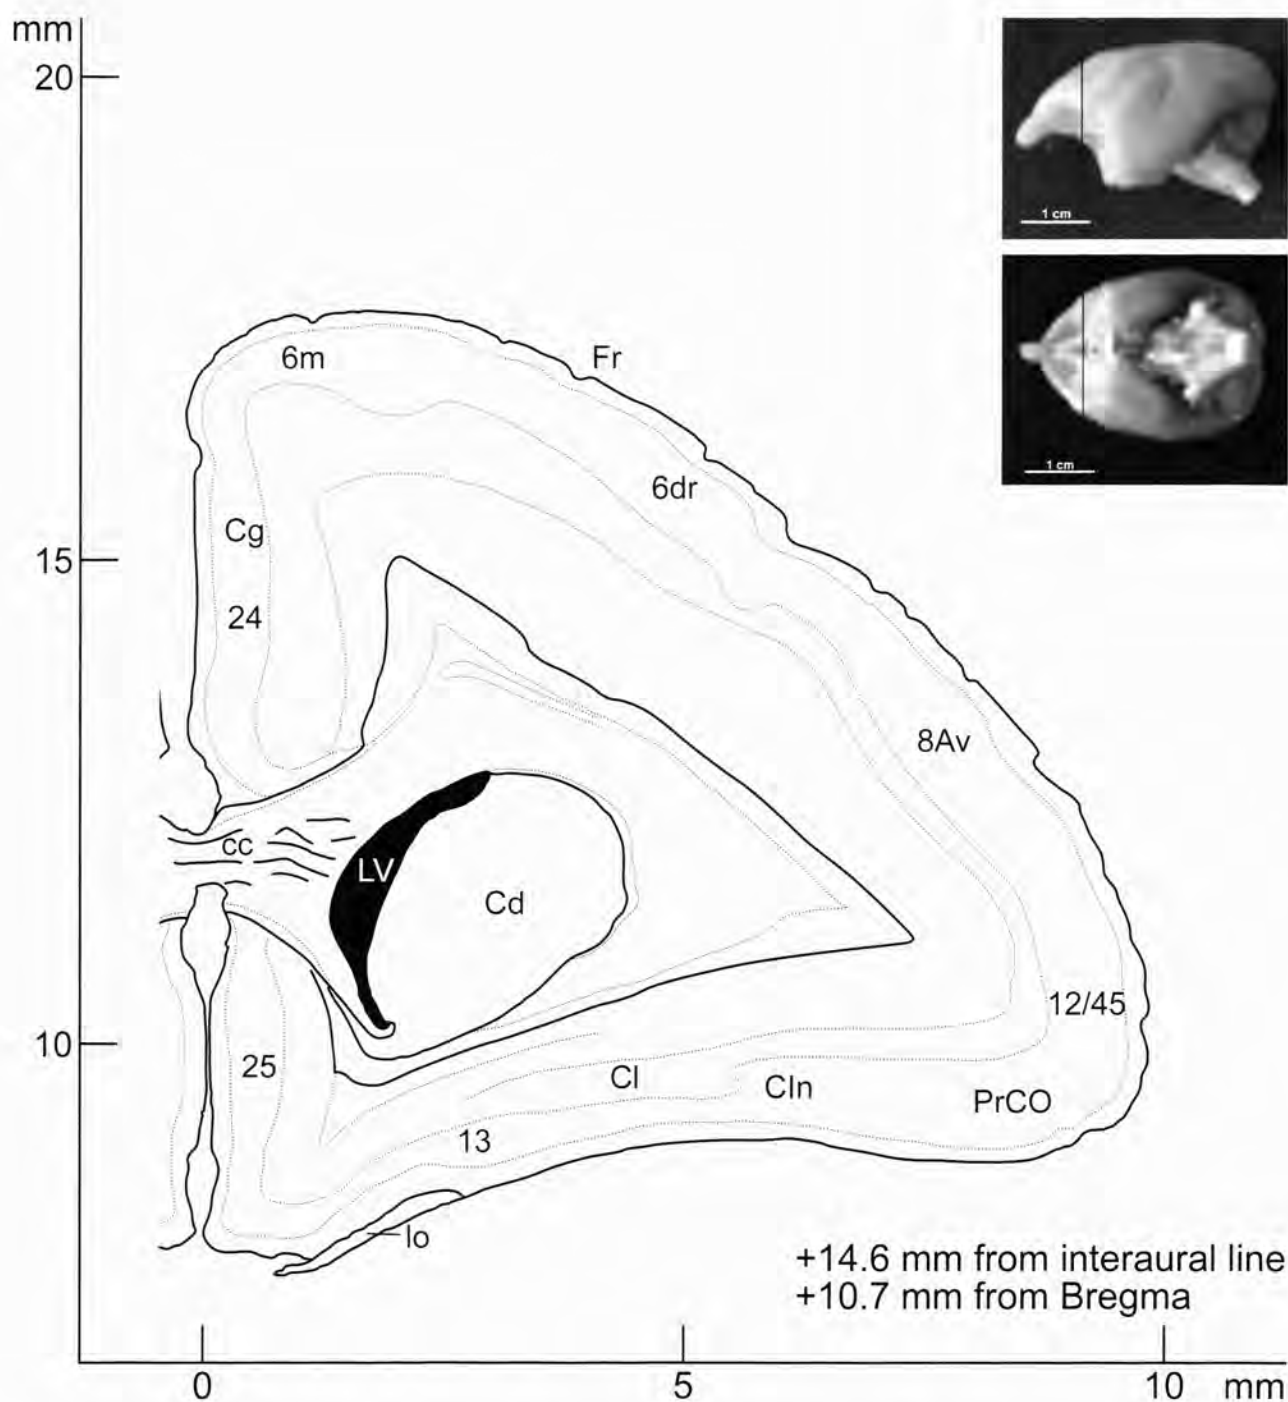 mm
20
1 cm
6m
Fr
1 cm
6dr
Cg
15
24
8Av
cc
LV
Cd
12/45
10
25
Cl
Cln
PrCO
13
lo
+14.6 mm from interaural line
+10.7 mm from Bregma
0
5
10
mm